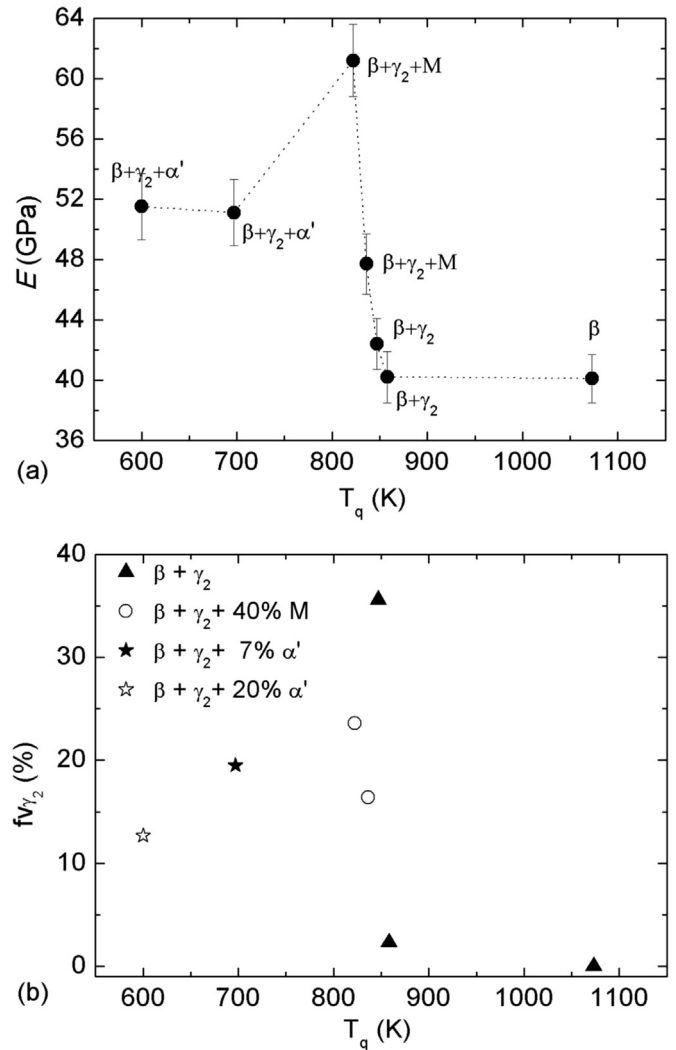 64
60
56
52
48
44
40
36
E (GPa)
β+γ₂+α'
β+γ₂+α'
β+γ₂+M
β+γ₂+M
β+γ₂
β+γ₂
β
600 700 800 900 1000 1100
(a)
T_q (K)
40
30
20
10
0
fvγ₂ (%)
β + γ₂
β + γ₂+ 40% M
β + γ₂+ 7% α'
β + γ₂+ 20% α'
600 700 800 900 1000 1100
(b)
T_q (K)